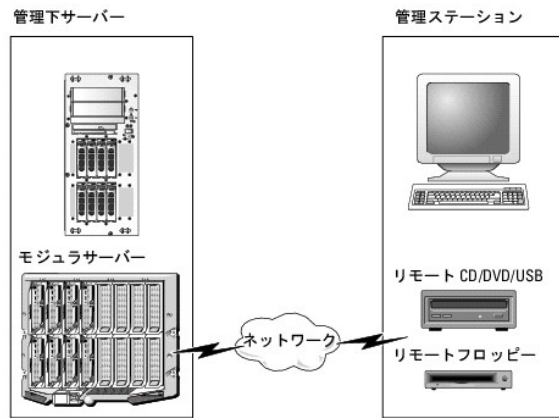 管理下サーバー
管理ステーション
モジュラサーバー
リモート CD/DVD/USB
ネットワーク
リモートフロッピー